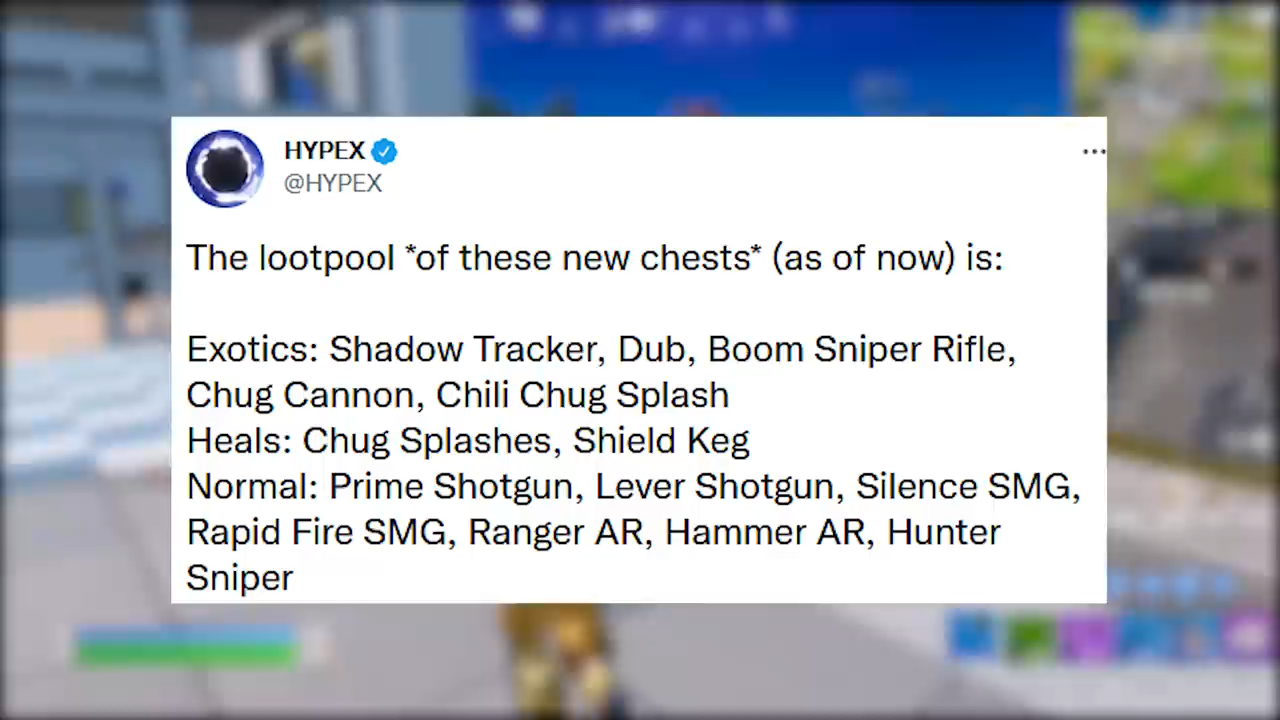 HYPEX
@HYPEX
The lootpool *of these new chests* (as of now) is:
Exotics: Shadow Tracker, Dub, Boom Sniper Rifle,
Chug Cannon, Chili Chug Splash
Heals: Chug Splashes, Shield Keg
Normal: Prime Shotgun, Lever Shotgun, Silence SMG,
Rapid Fire SMG, Ranger AR, Hammer AR, Hunter
Sniper